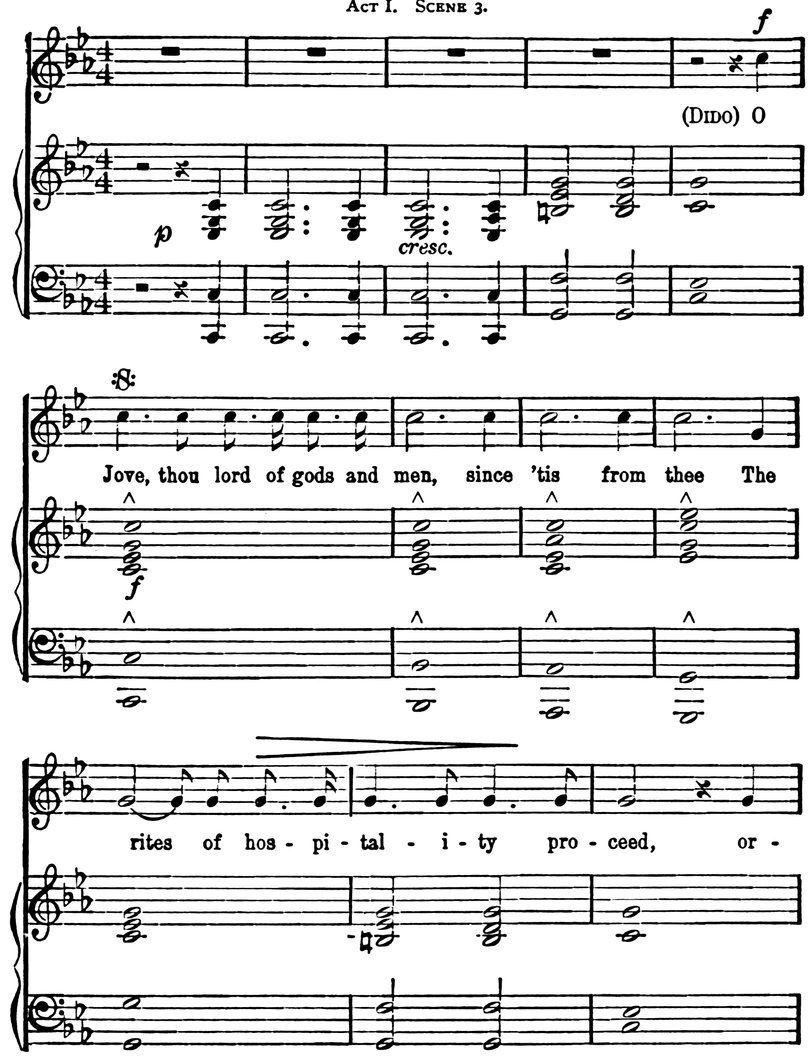 ACT I. SCENE 3.
f
(DIDO) O
p
cresc.
Jove, thou lord of gods and men, since 'tis from thee The
f
rites of hos - pi - tal - i - ty pro - ceed, or -